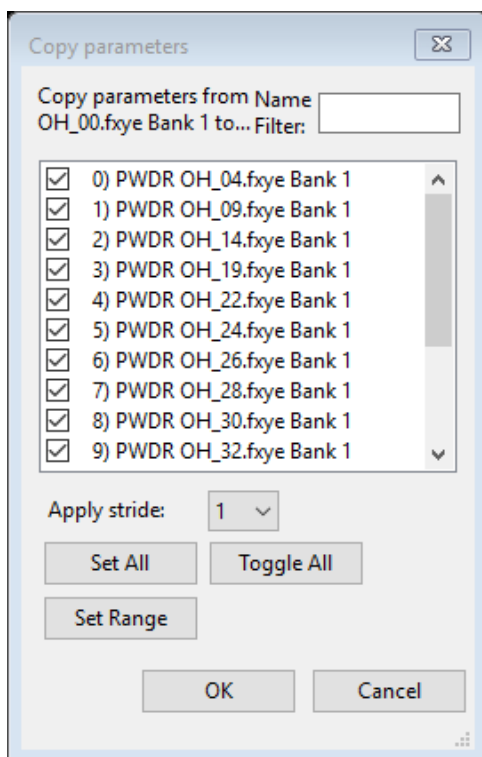 Copy parameters
Copy parameters from Name
OH_00.fxye Bank 1 to... Filter:
0) PWDR OH_04.fxye Bank 1
1) PWDR OH_09.fxye Bank 1
2) PWDR OH_14.fxye Bank 1
3) PWDR OH_19.fxye Bank 1
4) PWDR OH_22.fxye Bank 1
5) PWDR OH_24.fxye Bank 1
6) PWDR OH_26.fxye Bank 1
7) PWDR OH_28.fxye Bank 1
8) PWDR OH_30.fxye Bank 1
9) PWDR OH_32.fxye Bank 1
Apply stride: 1
Set All Toggle All
Set Range
OK Cancel